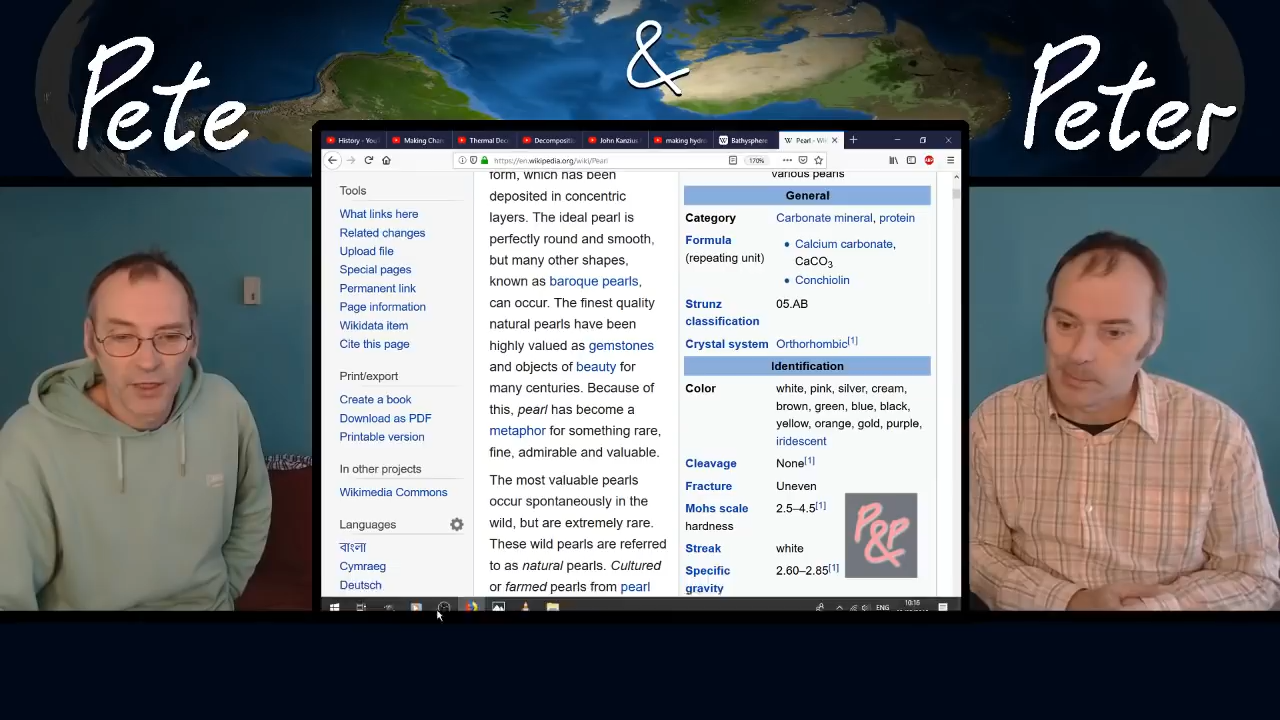 Pete
&
Peter
History - You
Making Chan
Thermal Dec
Decompositi
John Kanzius
making hydr
Bathysphere
Pearl - Wi
https://en.wikipedia.org/wiki/Pearl
170%
Tools
What links here
Related changes
Upload file
Special pages
Permanent link
Page information
Wikidata item
Cite this page
Print/export
Create a book
Download as PDF
Printable version
In other projects
Wikimedia Commons
Languages
বাংলা
Cymraeg
Deutsch
form, which has been
deposited in concentric
layers. The ideal pearl is
perfectly round and smooth,
but many other shapes,
known as baroque pearls,
can occur. The finest quality
natural pearls have been
highly valued as gemstones
and objects of beauty for
many centuries. Because of
this, pearl has become a
metaphor for something rare,
fine, admirable and valuable.
The most valuable pearls
occur spontaneously in the
wild, but are extremely rare.
These wild pearls are referred
to as natural pearls. Cultured
or farmed pearls from pearl
various pearls
General
Category Carbonate mineral, protein
Formula
(repeating unit)
• Calcium carbonate,
CaCO3
• Conchiolin
Strunz
classification
05.AB
Crystal system Orthorhombic[1]
Identification
Color white, pink, silver, cream,
brown, green, blue, black,
yellow, orange, gold, purple,
iridescent
Cleavage None[1]
Fracture Uneven
Mohs scale
hardness
2.5–4.5[1]
Streak white
Specific
gravity
2.60–2.85[1]
P&P
ENG
10:16